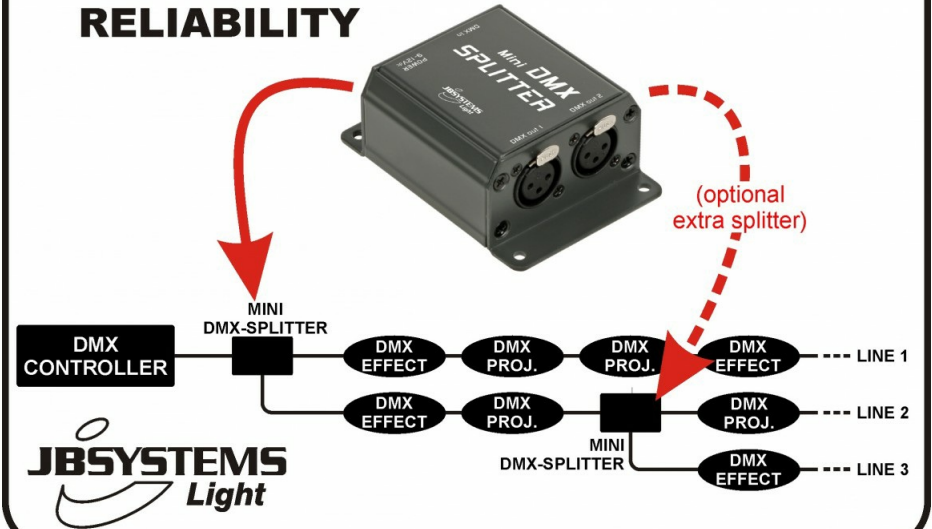 RELIABILITY
DMX in
POWER
9-12V=
Mini DMX
SPLITTER
JBSYSTEMS
Light
DMX out 1
DMX out 2
(optional
extra splitter)
MINI
DMX-SPLITTER
DMX
CONTROLLER
DMX
EFFECT
DMX
PROJ.
DMX
PROJ.
DMX
EFFECT
LINE 1
DMX
EFFECT
DMX
PROJ.
DMX
PROJ.
LINE 2
MINI
DMX-SPLITTER
DMX
EFFECT
LINE 3
JBSYSTEMS
Light